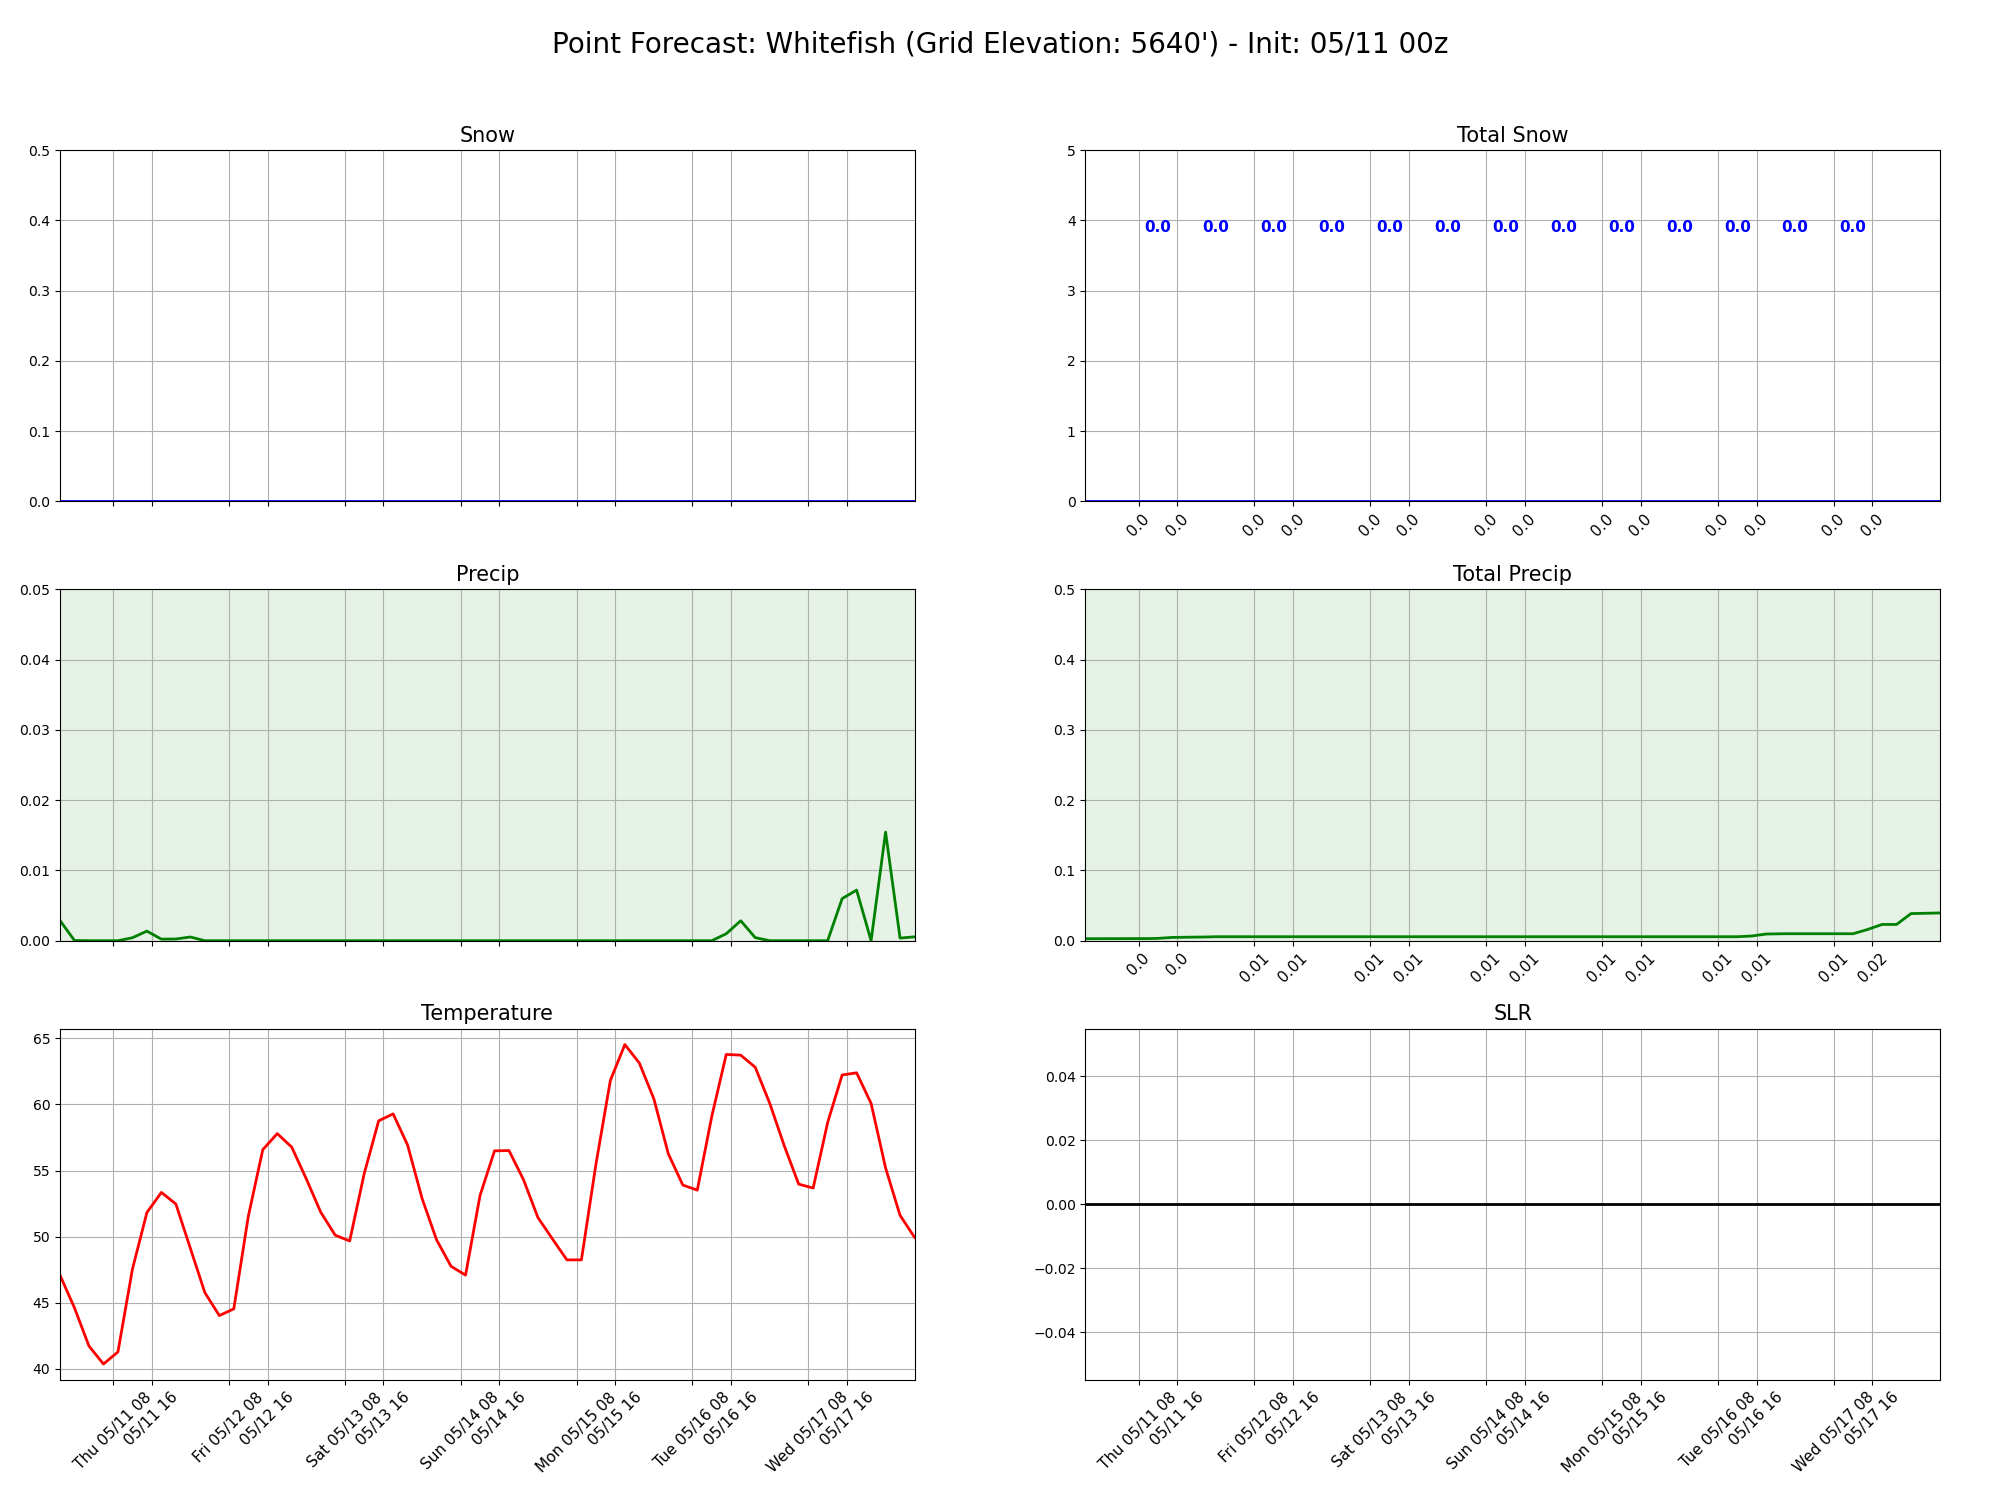 Point Forecast: Whitefish (Grid Elevation: 5640') - Init: 05/11 00z
Snow
0.5
0.4
0.3
0.2
0.1
0.0
Total Snow
5
4
3
2
1
0
0.0 0.0 0.0 0.0 0.0 0.0 0.0 0.0 0.0 0.0 0.0 0.0 0.0
0.0 0.0 0.0 0.0 0.0 0.0 0.0 0.0 0.0 0.0 0.0 0.0 0.0 0.0
Precip
0.05
0.04
0.03
0.02
0.01
0.00
Total Precip
0.5
0.4
0.3
0.2
0.1
0.0
0.0 0.0 0.01 0.01 0.01 0.01 0.01 0.01 0.01 0.01 0.01 0.01 0.01 0.02
Temperature
65
60
55
50
45
40
Thu 05/11 08
05/11 16
Fri 05/12 08
05/12 16
Sat 05/13 08
05/13 16
Sun 05/14 08
05/14 16
Mon 05/15 08
05/15 16
Tue 05/16 08
05/16 16
Wed 05/17 08
05/17 16
SLR
0.04
0.02
0.00
−0.02
−0.04
Thu 05/11 08
05/11 16
Fri 05/12 08
05/12 16
Sat 05/13 08
05/13 16
Sun 05/14 08
05/14 16
Mon 05/15 08
05/15 16
Tue 05/16 08
05/16 16
Wed 05/17 08
05/17 16